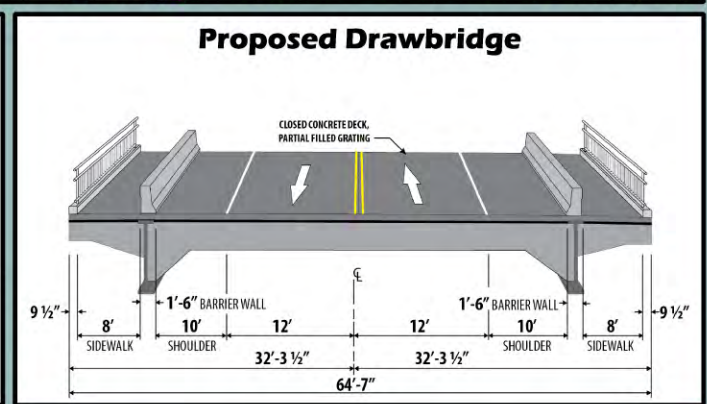 Proposed Drawbridge
CLOSED CONCRETE DECK,
PARTIAL FILLED GRATING
℄
1'-6" BARRIER WALL
1'-6" BARRIER WALL
9 ½"
8'
10'
12'
12'
10'
8'
9 ½"
SIDEWALK
SHOULDER
SHOULDER
SIDEWALK
32'-3 ½"
32'-3 ½"
64'-7"